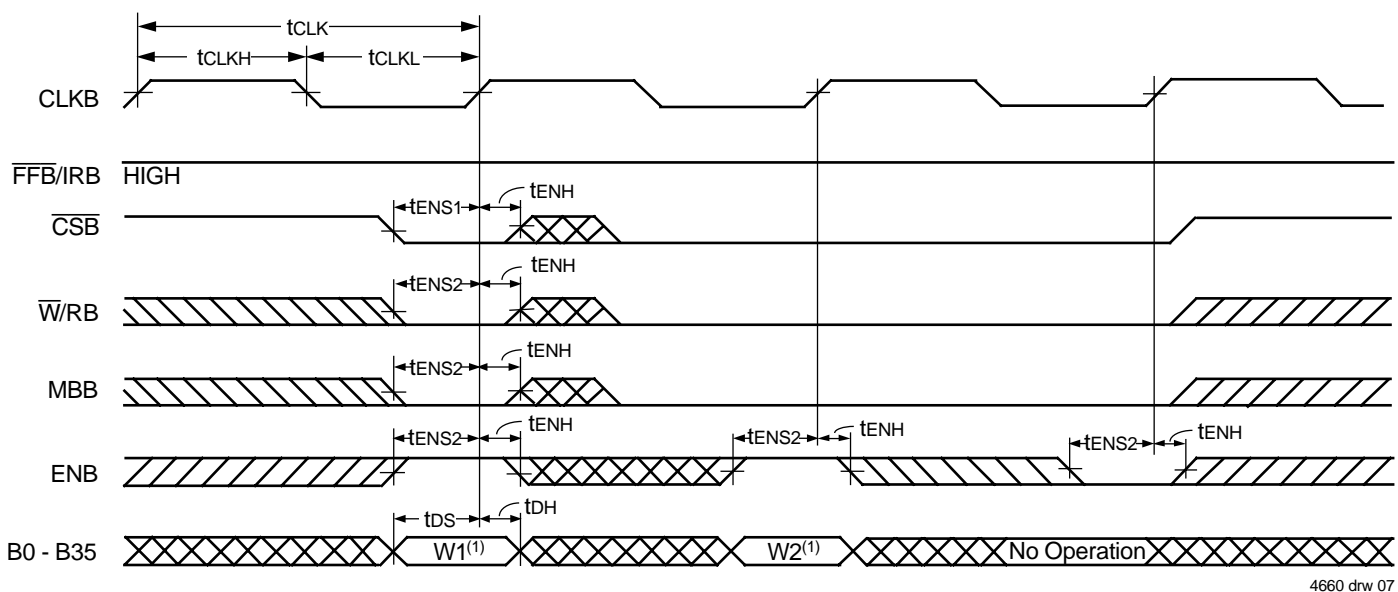 tCLK
tCLKH tCLKL
CLKB
FFB/IRB HIGH
tENS1 tENH
CSB
tENS2 tENH
W/RB
tENS2 tENH
MBB
tENS2 tENH tENS2 tENH tENS2 tENH
ENB
tDS tDH
B0 - B35 W1(1) W2(1) No Operation
4660 drw 07